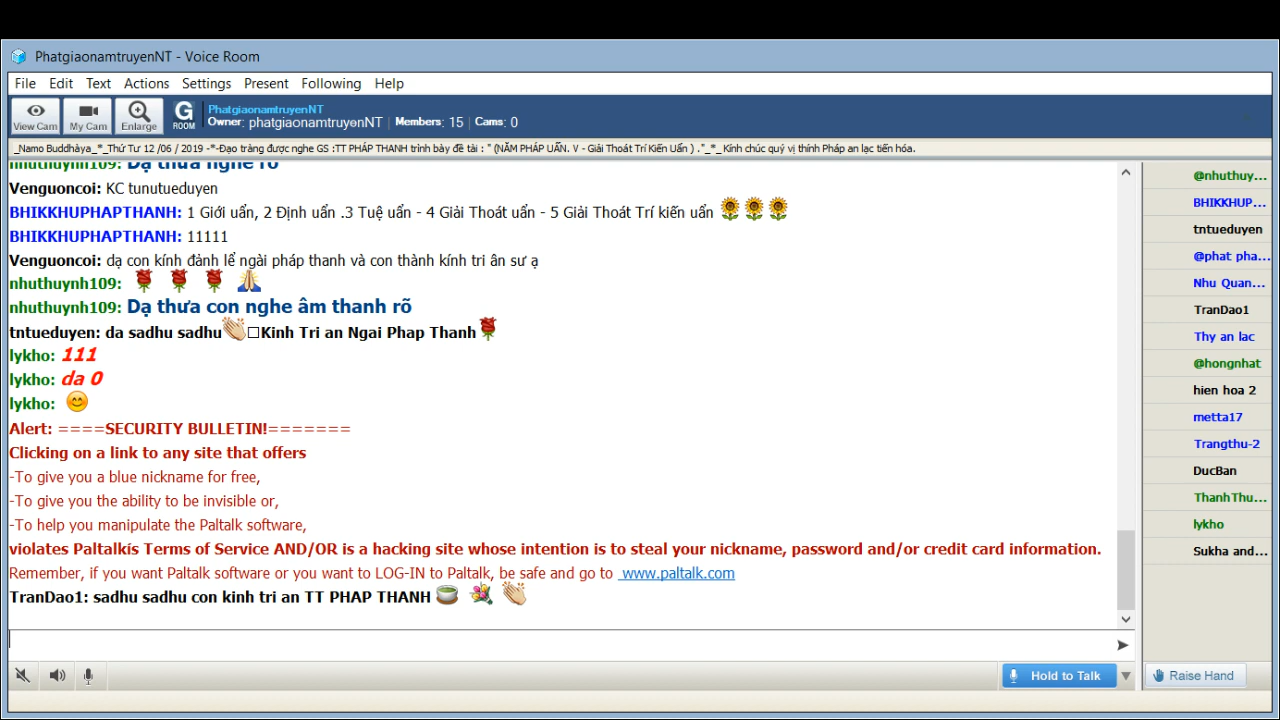 PhatgiaonamtruyenNT - Voice Room
File Edit Text Actions Settings Present Following Help
View Cam My Cam Enlarge G ROOM
PhatgiaonamtruyenNT
Owner: phatgiaonamtruyenNT | Members: 15 | Cams: 0
_Namo Buddhàya_*_Thứ Tư 12 /06 / 2019 -*-Đạo tràng được nghe GS :TT PHÁP THANH trình bày đề tài : " (NĂM PHÁP UẨN. V - Giải Thoát Trí Kiến Uẩn ) ."_*_ Kính chúc quý vị thính Pháp an lạc tiến hóa.
nhuthuynh109: Dạ thưa nghe rõ
Venguoncoi: KC tunutueduyen
BHIKKHUPHAPTHANH: 1 Giới uẩn, 2 Định uẩn .3 Tuệ uẩn - 4 Giải Thoát uẩn - 5 Giải Thoát Trí kiến uẩn 🌻🌻🌻
BHIKKHUPHAPTHANH: 11111
Venguoncoi: dạ con kính đảnh lể ngài pháp thanh và con thành kính tri ân sư ạ
nhuthuynh109: 🌹 🌹 🌹 🙏
nhuthuynh109: Dạ thưa con nghe âm thanh rõ
tntueduyen: da sadhu sadhu👏□Kinh Tri an Ngai Phap Thanh🌹
lykho: 111
lykho: da 0
lykho: 😊
Alert: ====SECURITY BULLETIN!=======
Clicking on a link to any site that offers
-To give you a blue nickname for free,
-To give you the ability to be invisible or,
-To help you manipulate the Paltalk software,
violates Paltalkís Terms of Service AND/OR is a hacking site whose intention is to steal your nickname, password and/or credit card information.
Remember, if you want Paltalk software or you want to LOG-IN to Paltalk, be safe and go to www.paltalk.com
TranDao1: sadhu sadhu con kinh tri an TT PHAP THANH 🍵 💐 👏
@nhuthuy...
BHIKKHUP...
tntueduyen
@phat pha...
Nhu Quan...
TranDao1
Thy an lac
@hongnhat
hien hoa 2
metta17
Trangthu-2
DucBan
ThanhThu...
lykho
Sukha and...
Hold to Talk
Raise Hand